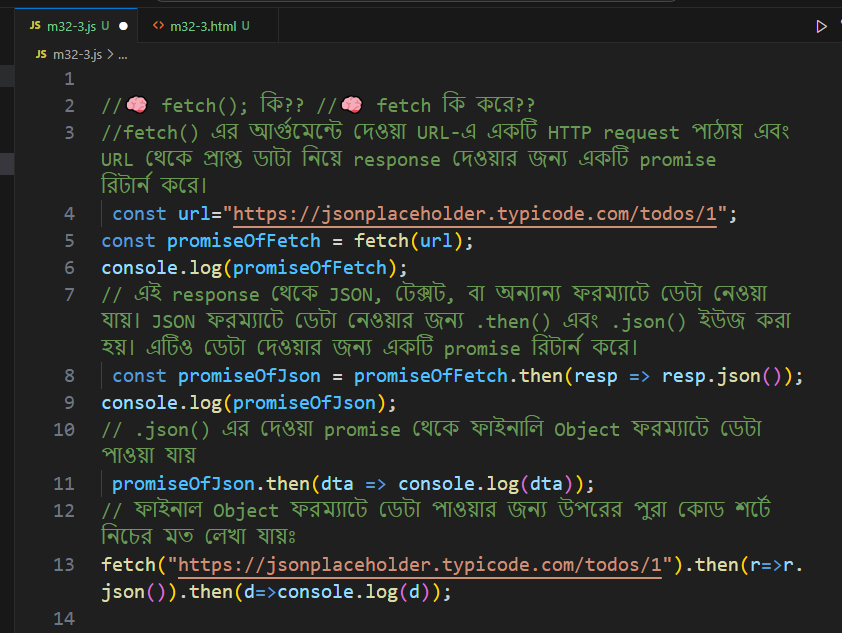 JS m32-3.js U ● <> m32-3.html U
JS m32-3.js > ...
1
2 //🧠 fetch(); কি?? //🧠 fetch কি করে??
3 //fetch() এর আর্গুমেন্টে দেওয়া URL-এ একটি HTTP request পাঠায় এবং
URL থেকে প্রাপ্ত ডাটা নিয়ে response দেওয়ার জন্য একটি promise
রিটার্ন করে।
4 const url="https://jsonplaceholder.typicode.com/todos/1";
5 const promiseOfFetch = fetch(url);
6 console.log(promiseOfFetch);
7 // এই response থেকে JSON, টেক্সট, বা অন্যান্য ফরম্যাটে ডেটা নেওয়া
যায়। JSON ফরম্যাটে ডেটা নেওয়ার জন্য .then() এবং .json() ইউজ করা
হয়। এটিও ডেটা দেওয়ার জন্য একটি promise রিটার্ন করে।
8 const promiseOfJson = promiseOfFetch.then(resp => resp.json());
9 console.log(promiseOfJson);
10 // .json() এর দেওয়া promise থেকে ফাইনালি Object ফরম্যাটে ডেটা
পাওয়া যায়
11 promiseOfJson.then(dta => console.log(dta));
12 // ফাইনাল Object ফরম্যাটে ডেটা পাওয়ার জন্য উপরের পুরা কোড শর্টে
নিচের মত লেখা যায়ঃ
13 fetch("https://jsonplaceholder.typicode.com/todos/1").then(r=>r.
json()).then(d=>console.log(d));
14